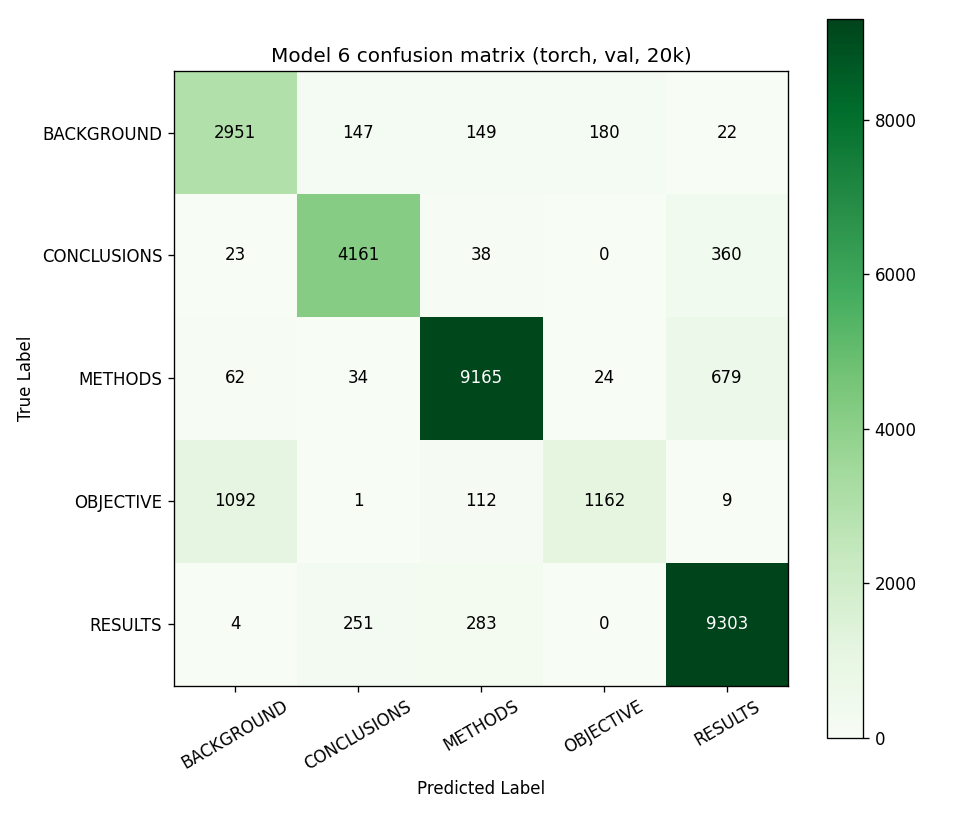 Model 6 confusion matrix (torch, val, 20k)
BACKGROUND 2951 147 149 180 22
CONCLUSIONS 23 4161 38 0 360
METHODS 62 34 9165 24 679
OBJECTIVE 1092 1 112 1162 9
RESULTS 4 251 283 0 9303
BACKGROUND CONCLUSIONS METHODS OBJECTIVE RESULTS
Predicted Label
True Label
8000
6000
4000
2000
0